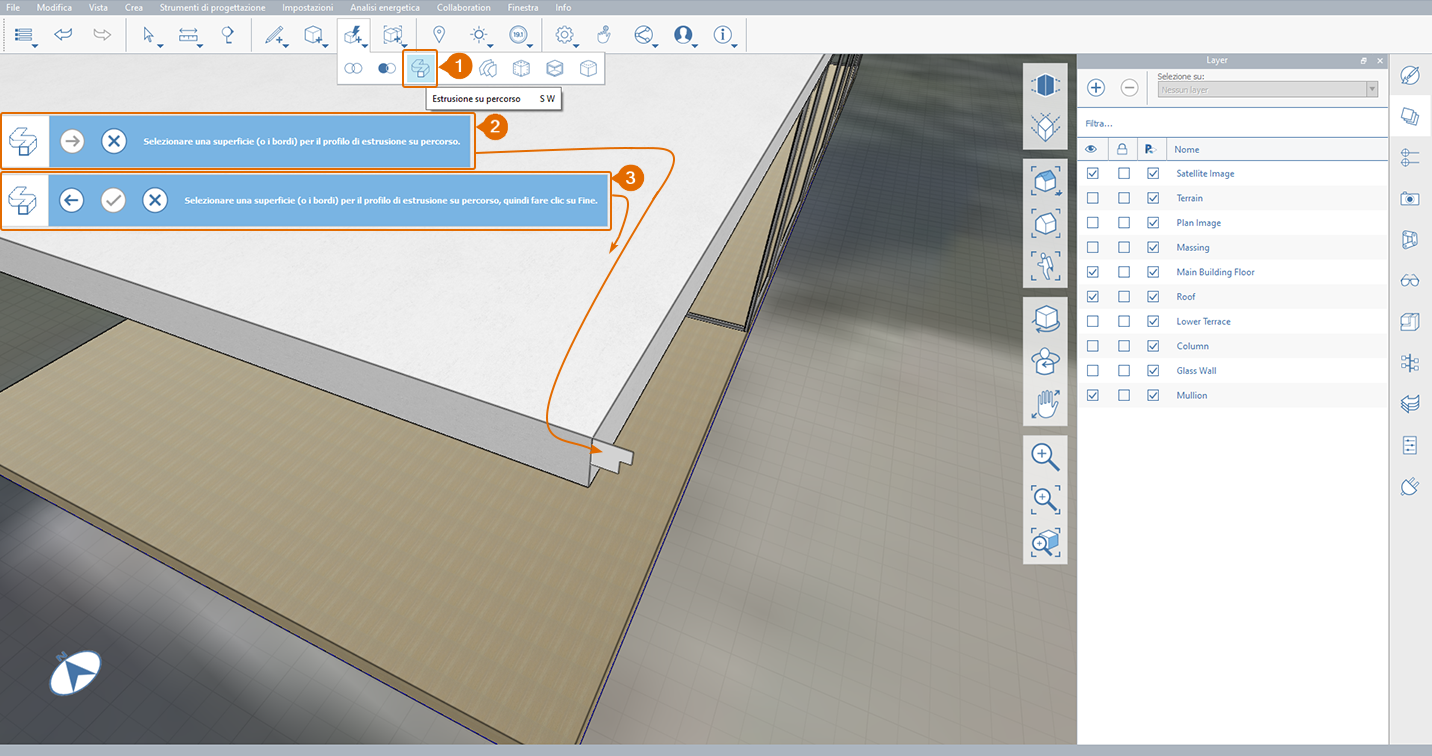 File Modifica Vista Crea Strumenti di progettazione Impostazioni Analisi energetica Collaboration Finestra Info
19.1
1
Estrusione su percorso S W
2
Selezionare una superficie (o i bordi) per il profilo di estrusione su percorso.
3
Selezionare una superficie (o i bordi) per il profilo di estrusione su percorso, quindi fare clic su Fine.
N
Layer
Selezione su:
Nessun layer
Filtra...
Nome
Satellite Image
Terrain
Plan Image
Massing
Main Building Floor
Roof
Lower Terrace
Column
Glass Wall
Mullion